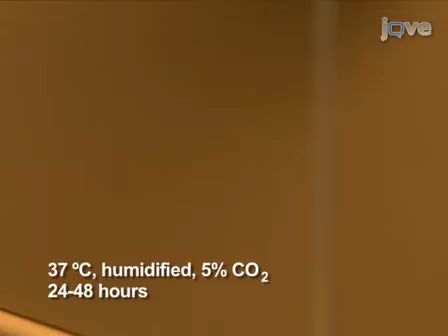 jove
37 ºC, humidified, 5% CO₂
24-48 hours